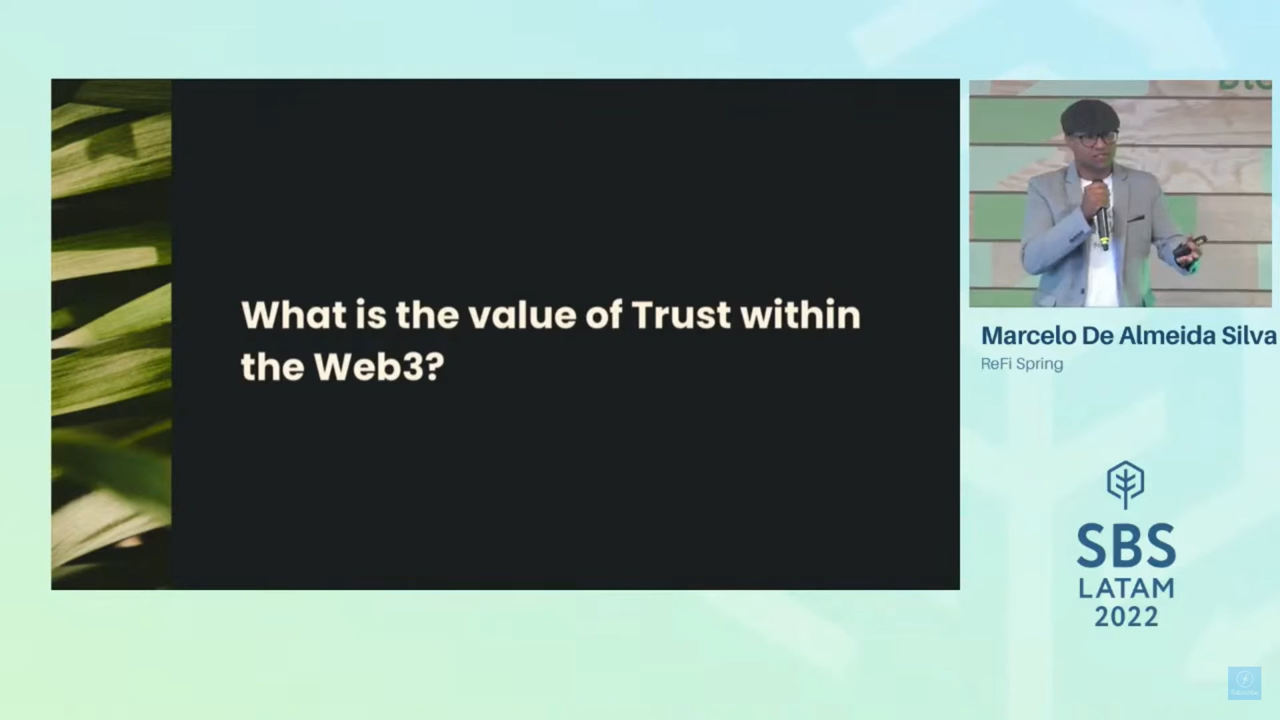 What is the value of Trust within
the Web3?
Marcelo De Almeida Silva
ReFi Spring
SBS
LATAM
2022